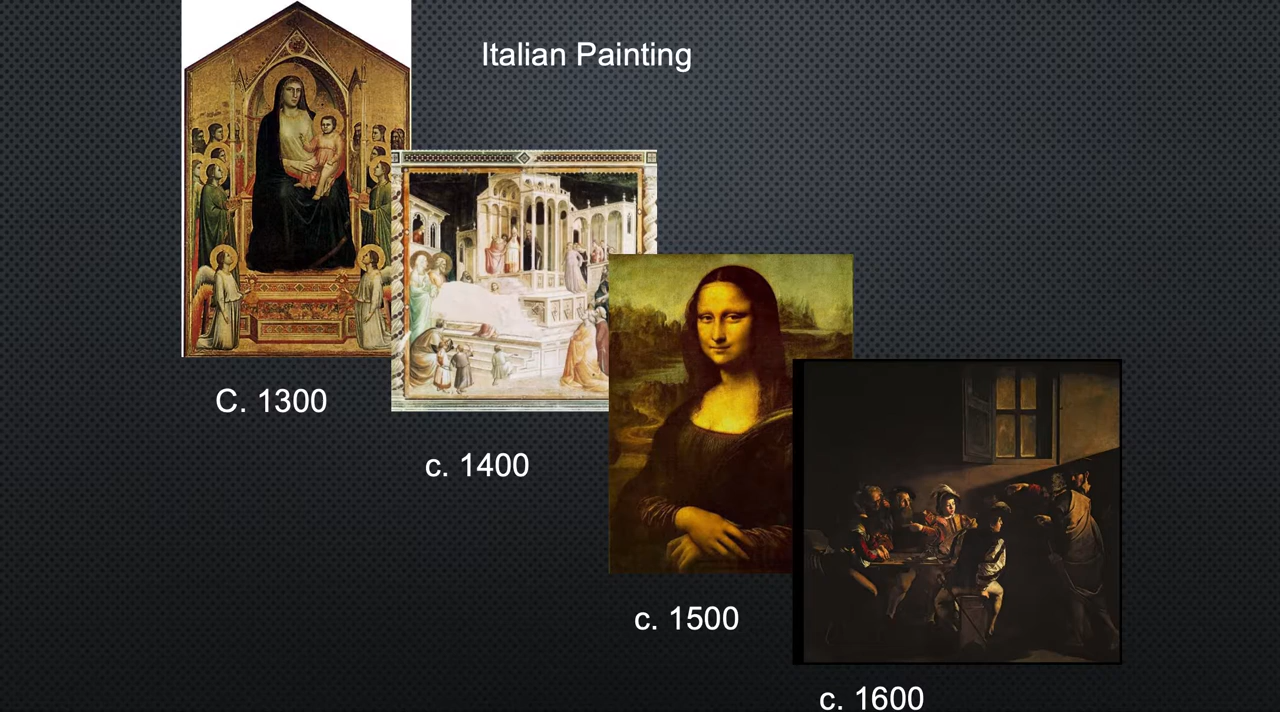 Italian Painting
C. 1300
c. 1400
c. 1500
c. 1600